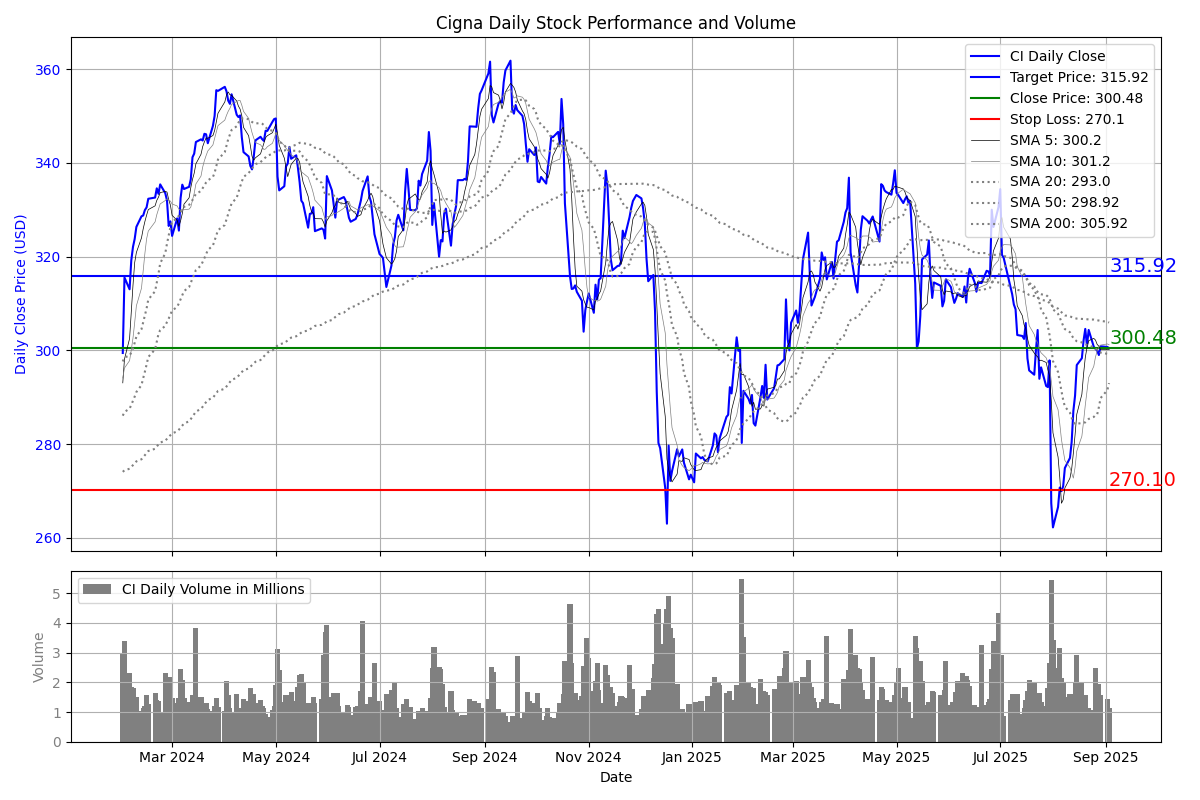 Cigna Daily Stock Performance and Volume
Daily Close Price (USD)
360
340
320
300
280
260
CI Daily Close
Target Price: 315.92
Close Price: 300.48
Stop Loss: 270.1
SMA 5: 300.2
SMA 10: 301.2
SMA 20: 293.0
SMA 50: 298.92
SMA 200: 305.92
315.92
300.48
270.10
CI Daily Volume in Millions
Volume
5
4
3
2
1
0
Mar 2024 May 2024 Jul 2024 Sep 2024 Nov 2024 Jan 2025 Mar 2025 May 2025 Jul 2025 Sep 2025
Date